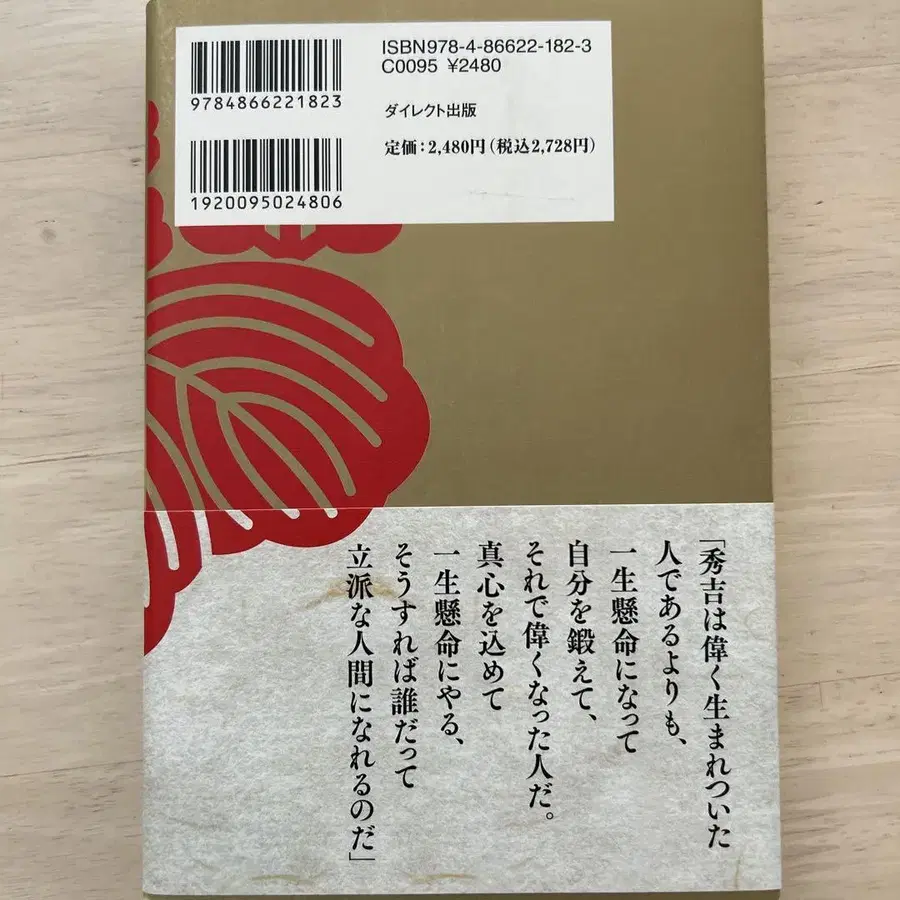 ISBN978-4-86622-182-3
C0095 ¥2480
9784866221823
ダイレクト出版
定価：2,480円（税込2,728円）
1920095024806
「秀吉は偉く生まれついた
人であるよりも、
一生懸命になって
自分を鍛えて、
それで偉くなった人だ。
真心を込めて
一生懸命にやる、
そうすれば誰だって
立派な人間になれるのだ」